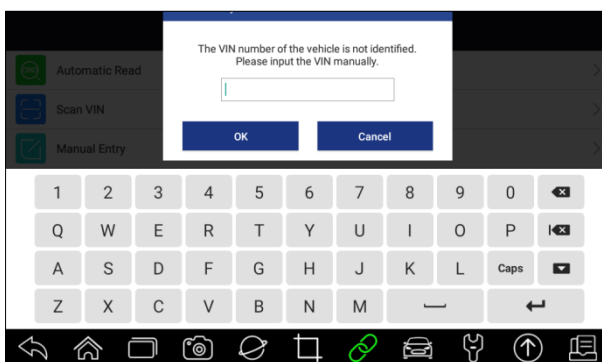 The VIN number of the vehicle is not identified.
Please input the VIN manually.
Automatic Read
Scan VIN
OK Cancel
Manual Entry
1 2 3 4 5 6 7 8 9 0
Q W E R T Y U I O P
A S D F G H J K L Caps
Z X C V B N M